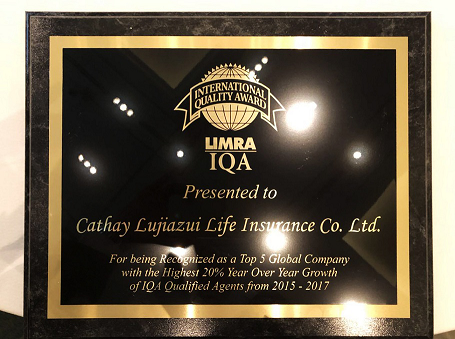 INTERNATIONAL
QUALITY AWARD
LIMRA
IQA
Presented to
Cathay Lujiazui Life Insurance Co. Ltd.
For being Recognized as a Top 5 Global Company
with the Highest 20% Year Over Year Growth
of IQA Qualified Agents from 2015 - 2017